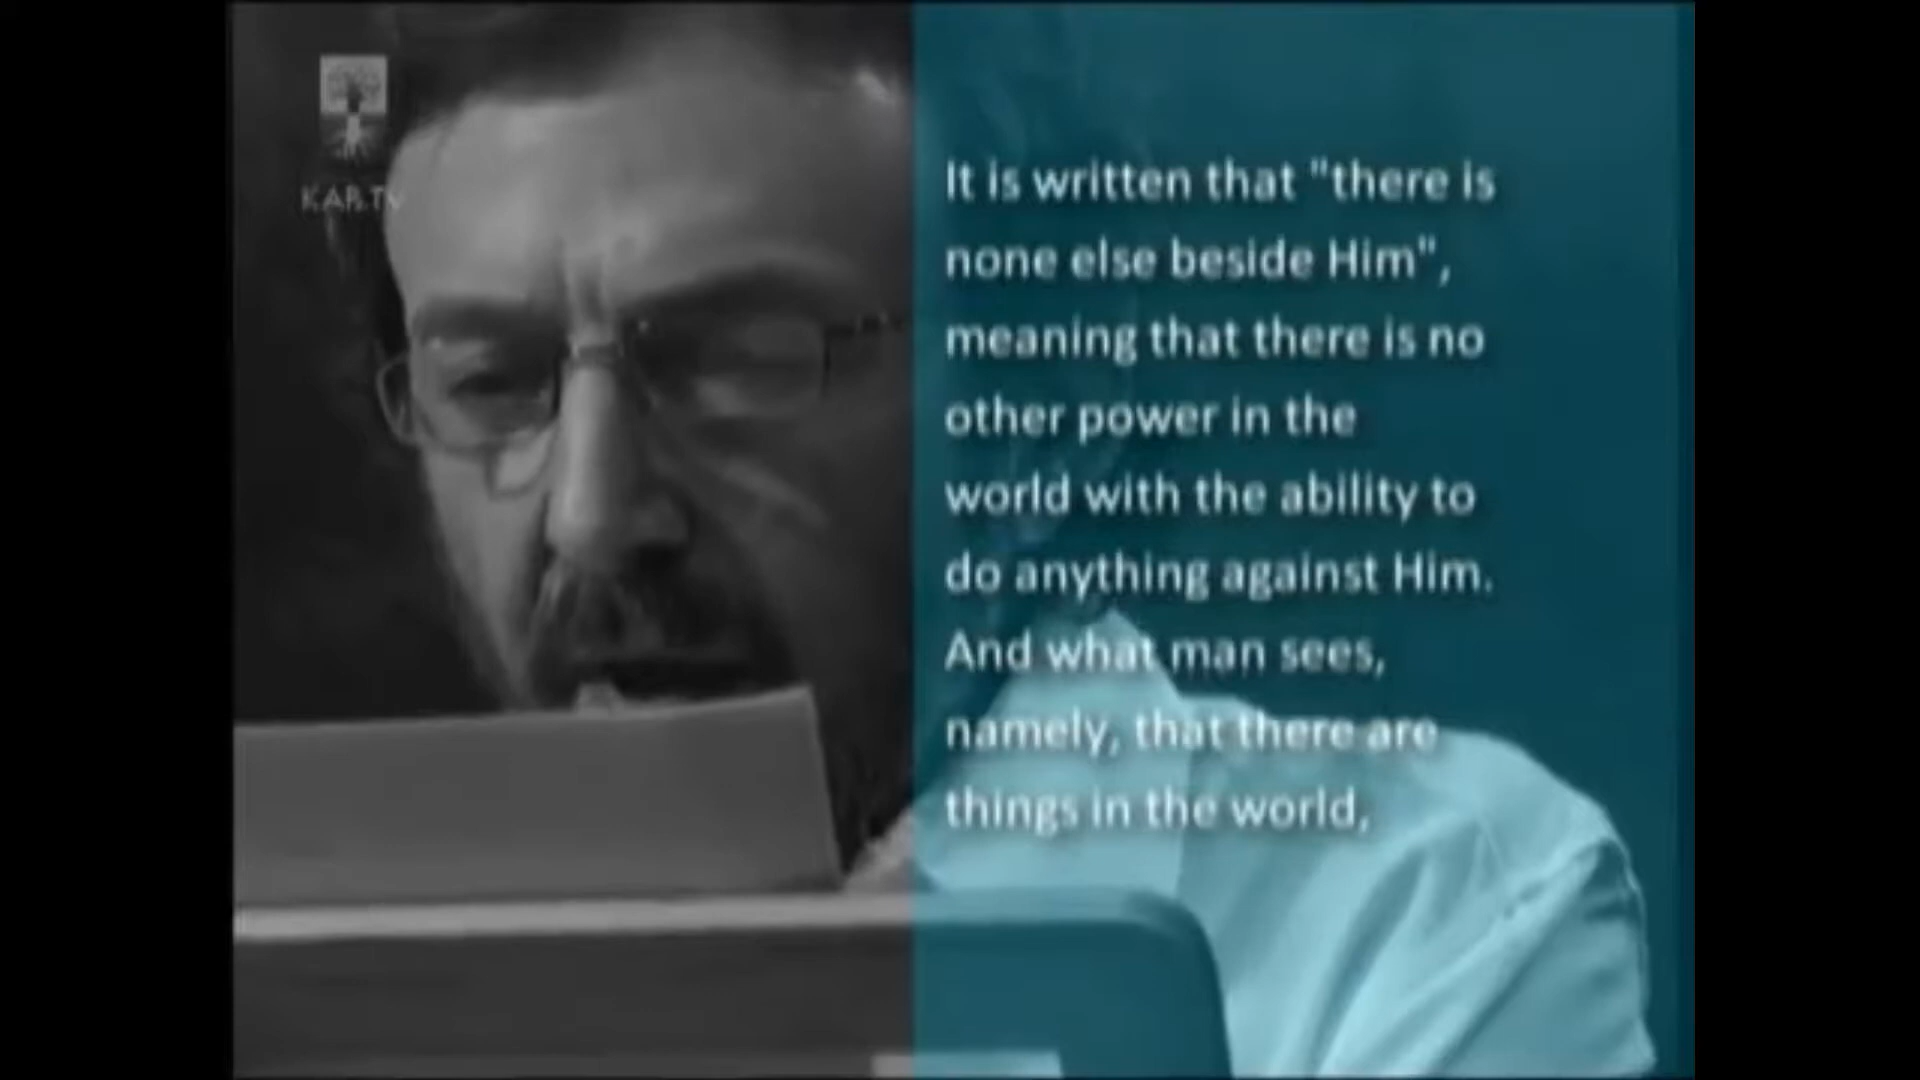 KAB.TV
It is written that "there is
none else beside Him",
meaning that there is no
other power in the
world with the ability to
do anything against Him.
And what man sees,
namely, that there are
things in the world,